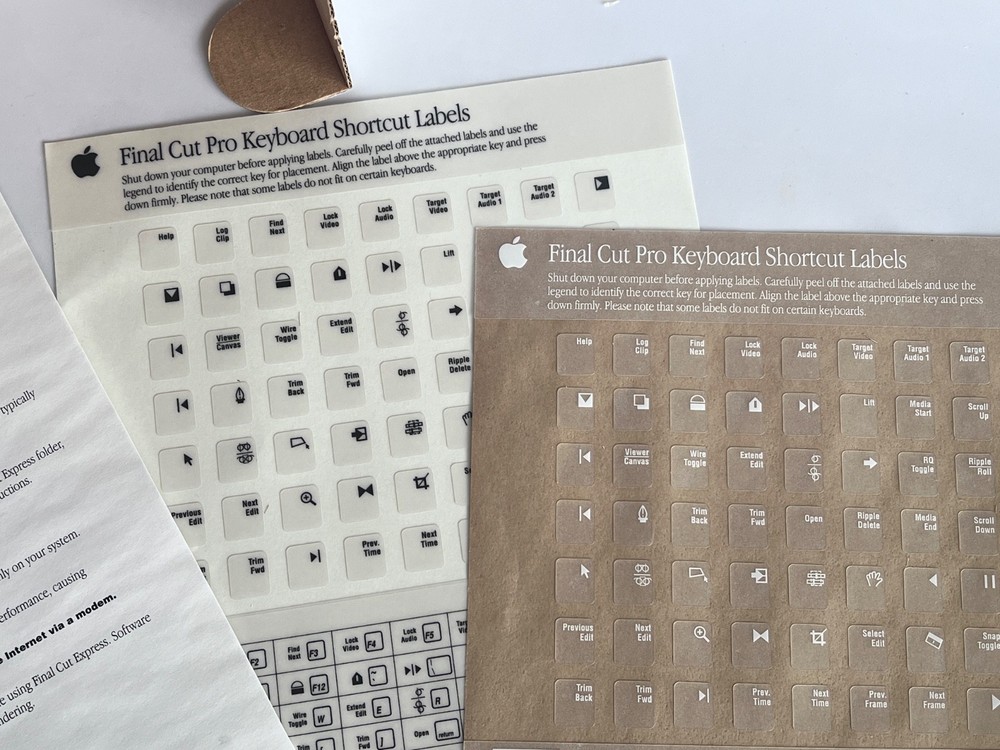 Final Cut Pro Keyboard Shortcut Labels
Shut down your computer before applying labels. Carefully peel off the attached labels and use the
legend to identify the correct key for placement. Align the label above the appropriate key and press
down firmly. Please note that some labels do not fit on certain keyboards.
Help
Log Clip
Find Next
Lock Video
Lock Audio
Target Video
Target Audio 1
Target Audio 2
Lift
Viewer Canvas
Wire Toggle
Extend Edit
Trim Back
Trim Fwd
Open
Ripple Delete
Previous Edit
Next Edit
Trim Fwd
Prev. Time
Next Time
F2
Find Next F3
Lock Video F4
Lock Audio F5
F12
~
\
Wire Toggle W
Extend Edit E
R
Trim
Trim Fwd ]
Open return
Final Cut Pro Keyboard Shortcut Labels
Shut down your computer before applying labels. Carefully peel off the attached labels and use the
legend to identify the correct key for placement. Align the label above the appropriate key and press
down firmly. Please note that some labels do not fit on certain keyboards.
Help
Log Clip
Find Next
Lock Video
Lock Audio
Target Video
Target Audio 1
Target Audio 2
Lift
Media Start
Scroll Up
Viewer Canvas
Wire Toggle
Extend Edit
RQ Toggle
Ripple Roll
Trim Back
Trim Fwd
Open
Ripple Delete
Media End
Scroll Down
Previous Edit
Next Edit
Select Edit
Snap Toggle
Trim Back
Trim Fwd
Prev. Time
Next Time
Prev. Frame
Next Frame
typically
Express folder,
on your system.
performance, causing
Internet via a modem.
using Final Cut Express. Software